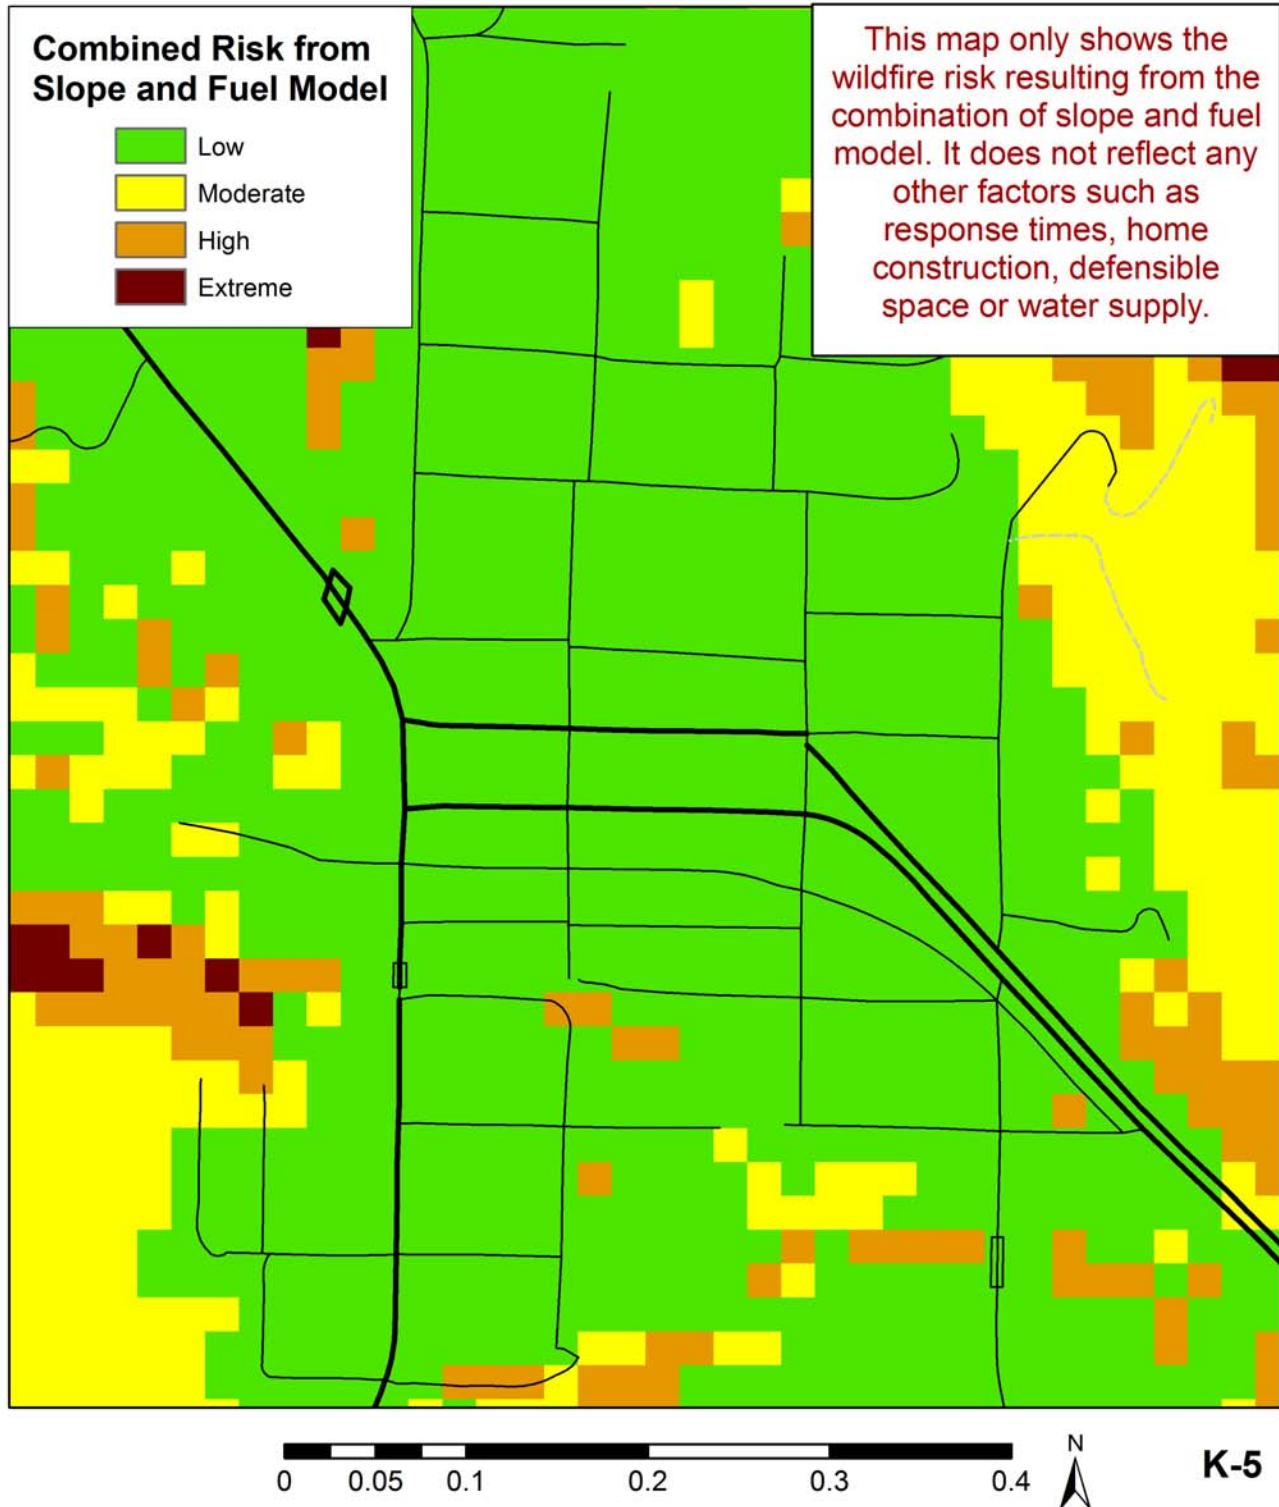 Combined Risk from
Slope and Fuel Model
Low
Moderate
High
Extreme
This map only shows the
wildfire risk resulting from the
combination of slope and fuel
model. It does not reflect any
other factors such as
response times, home
construction, defensible
space or water supply.
0 0.05 0.1 0.2 0.3 0.4
N
K-5